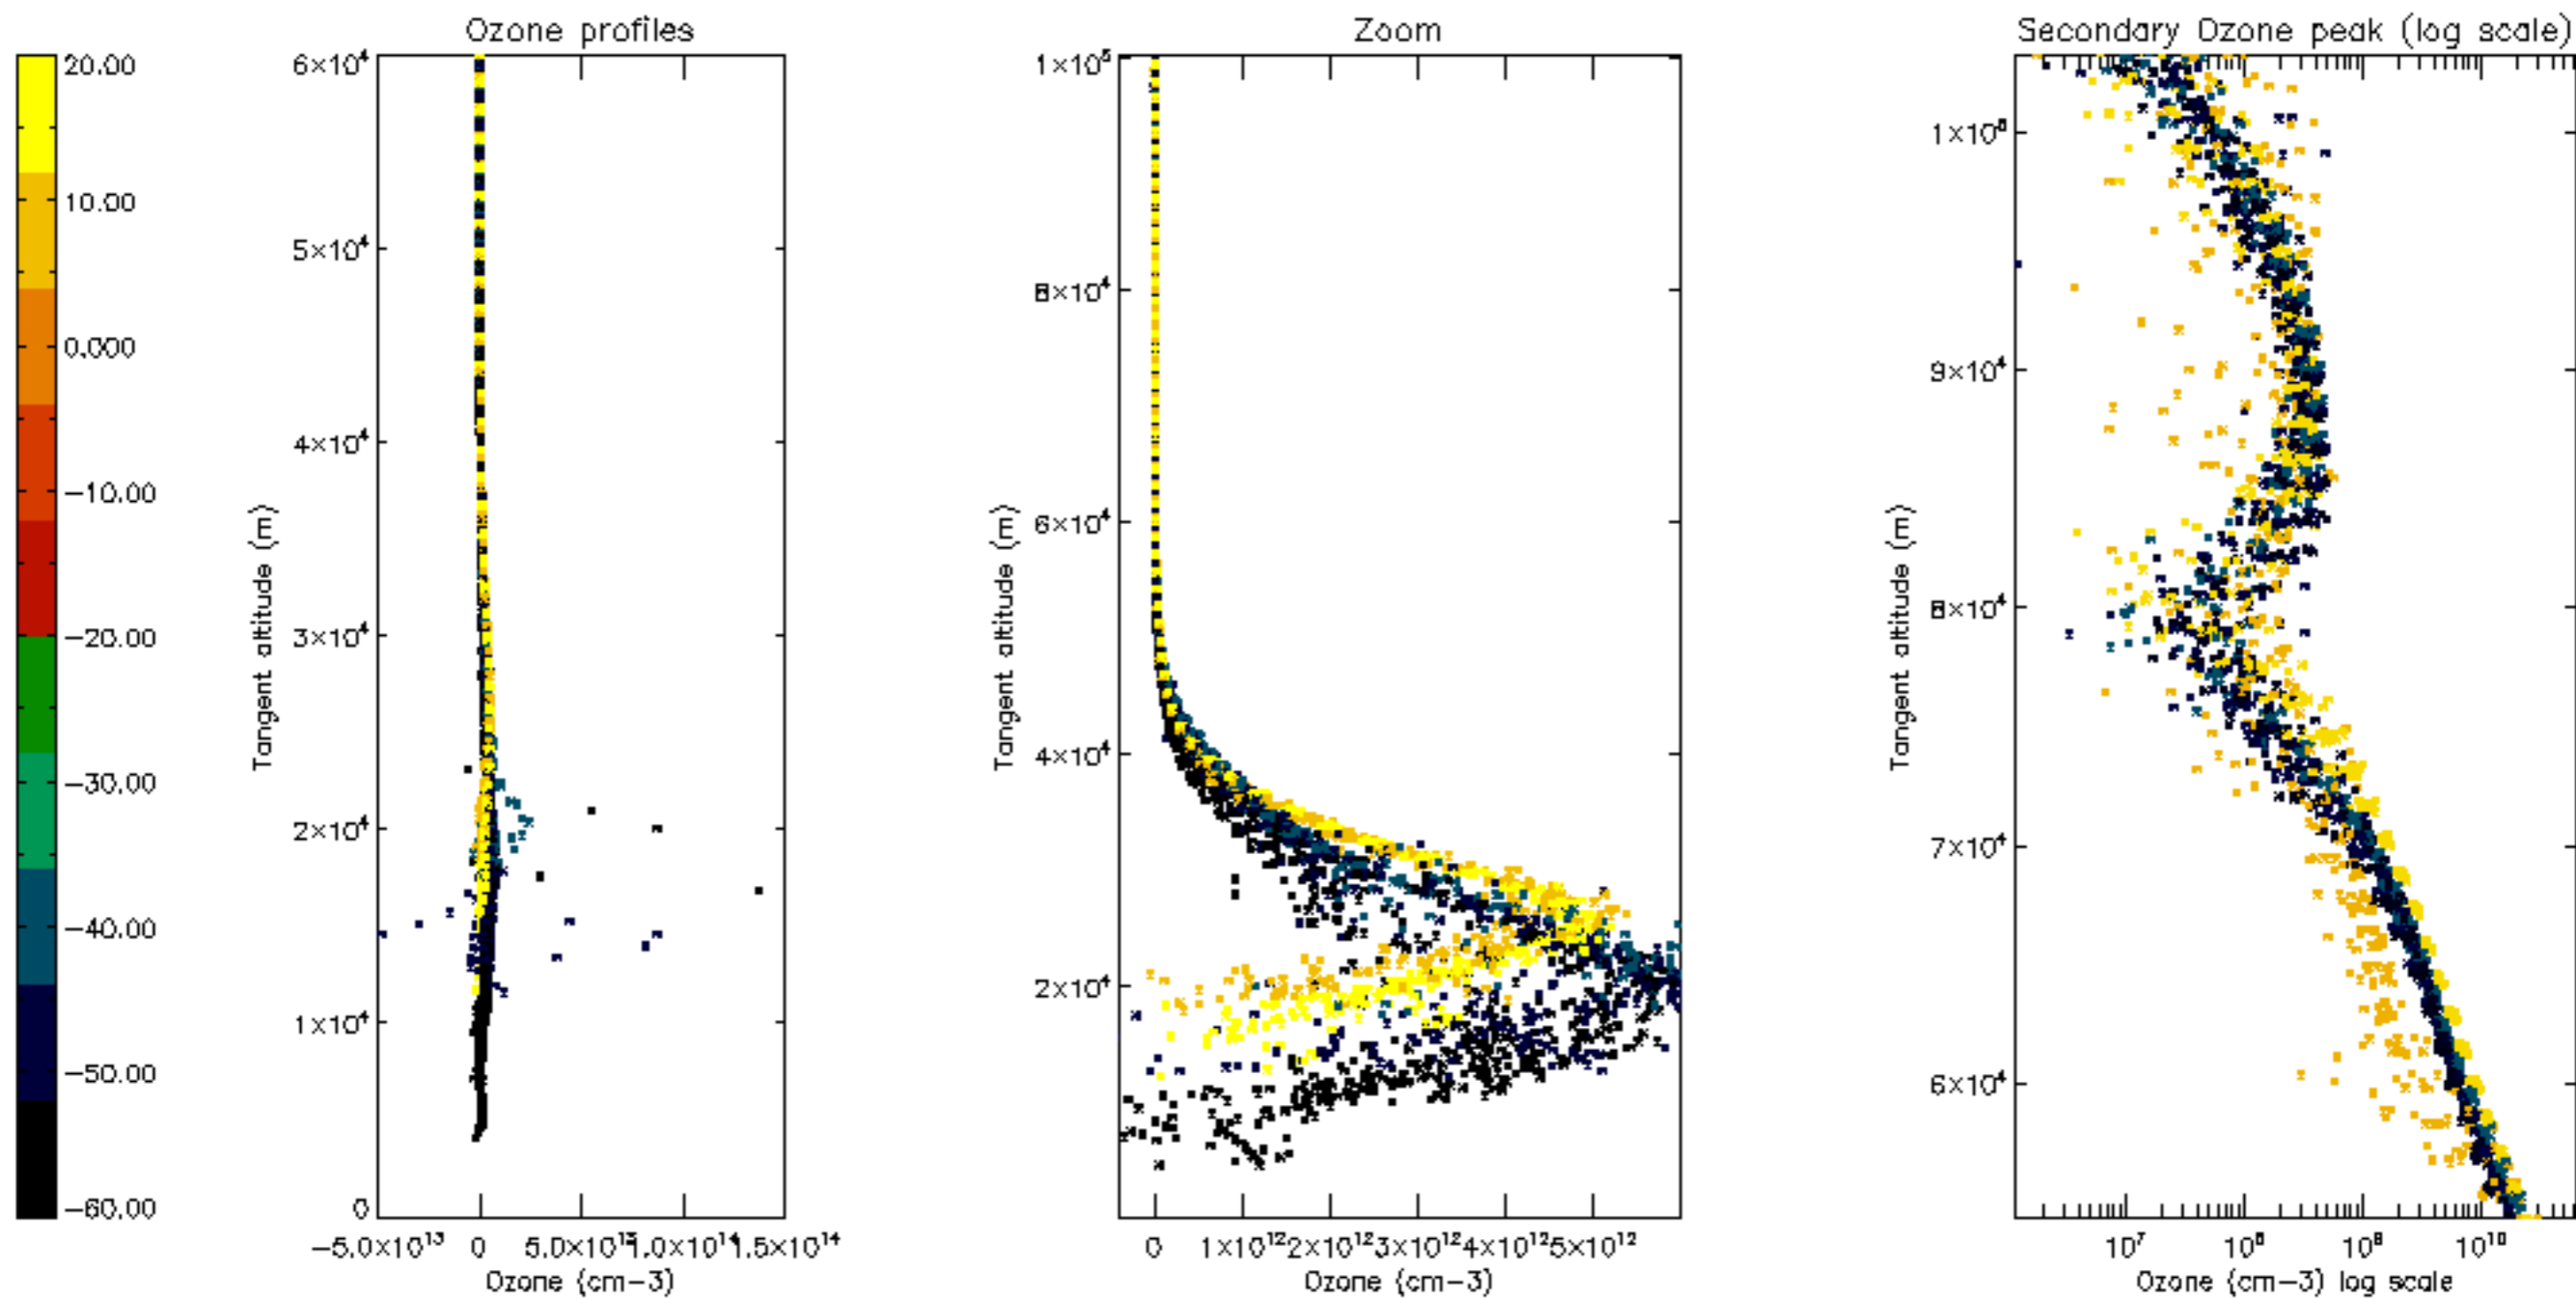 Ozone profiles
Zoom
Secondary Ozone peak (log scale)
20.00
10.00
0.000
−10.00
−20.00
−30.00
−40.00
−50.00
−60.00
Tangent altitude (m)
6×10⁴
5×10⁴
4×10⁴
3×10⁴
2×10⁴
1×10⁴
0
−5.0×10¹³ 0 5.0×10¹³ 1.0×10¹⁴ 1.5×10¹⁴
Ozone (cm−3)
Tangent altitude (m)
1×10⁵
8×10⁴
6×10⁴
4×10⁴
2×10⁴
0 1×10¹² 2×10¹² 3×10¹² 4×10¹² 5×10¹²
Ozone (cm−3)
Tangent altitude (m)
9×10⁴
8×10⁴
7×10⁴
6×10⁴
10⁷ 10⁸ 10⁹ 10¹⁰
Ozone (cm−3) log scale